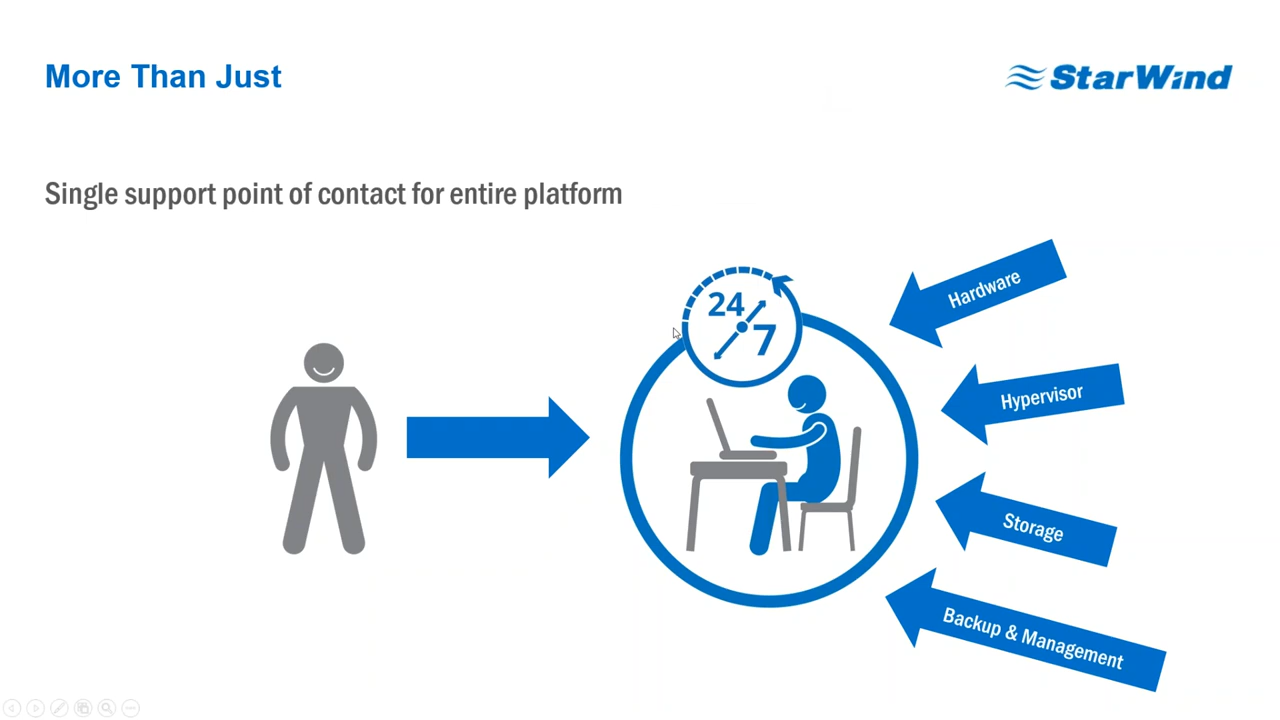 More Than Just
StarWind
Single support point of contact for entire platform
24
7
Hardware
Hypervisor
Storage
Backup & Management